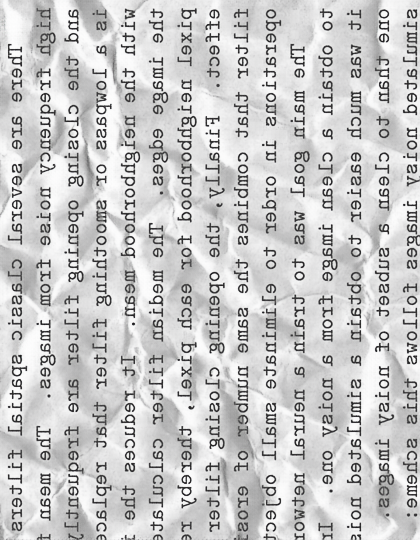 There are several classic spatial filters
high frequency noise from images. The mean f
and the closing opening filter are frequently
is a lowpass or smoothing filter that replace
with the neighborhood mean. It reduces the i
the image edges. The median filter calculate
pixel neighborhood for each pixel, thereby re
effect. Finally, the opening closing filter
filter that combines the same number of eros
operations in order to eliminate small object
The main goal was to train a neural networ
to obtain a clean image from a noisy one. In
it was much easier to obtain a simulated nois
one than to clean a subset of noisy images.
simulated noisy images follows this scheme: